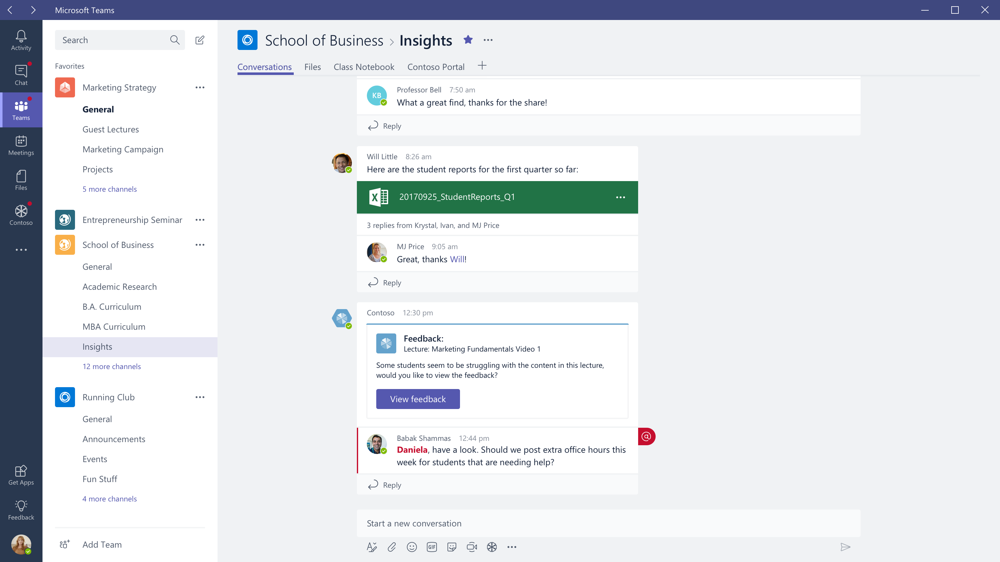 Microsoft Teams
Activity
Chat
Teams
Meetings
Files
Contoso
Get Apps
Feedback
Search
Favorites
Marketing Strategy
General
Guest Lectures
Marketing Campaign
Projects
5 more channels
Entrepreneurship Seminar
School of Business
General
Academic Research
B.A. Curriculum
MBA Curriculum
Insights
12 more channels
Running Club
General
Announcements
Events
Fun Stuff
4 more channels
Add Team
School of Business › Insights
Conversations Files Class Notebook Contoso Portal
KB
Professor Bell 7:50 am
What a great find, thanks for the share!
Reply
Will Little 8:26 am
Here are the student reports for the first quarter so far:
X 20170925_StudentReports_Q1
3 replies from Krystal, Ivan, and MJ Price
MJ Price 9:05 am
Great, thanks Will!
Reply
Contoso 12:30 pm
Feedback:
Lecture: Marketing Fundamentals Video 1
Some students seem to be struggling with the content in this lecture,
would you like to view the feedback?
View feedback
@
Babak Shammas 12:44 pm
Daniela, have a look. Should we post extra office hours this
week for students that are needing help?
Reply
Start a new conversation
GIF